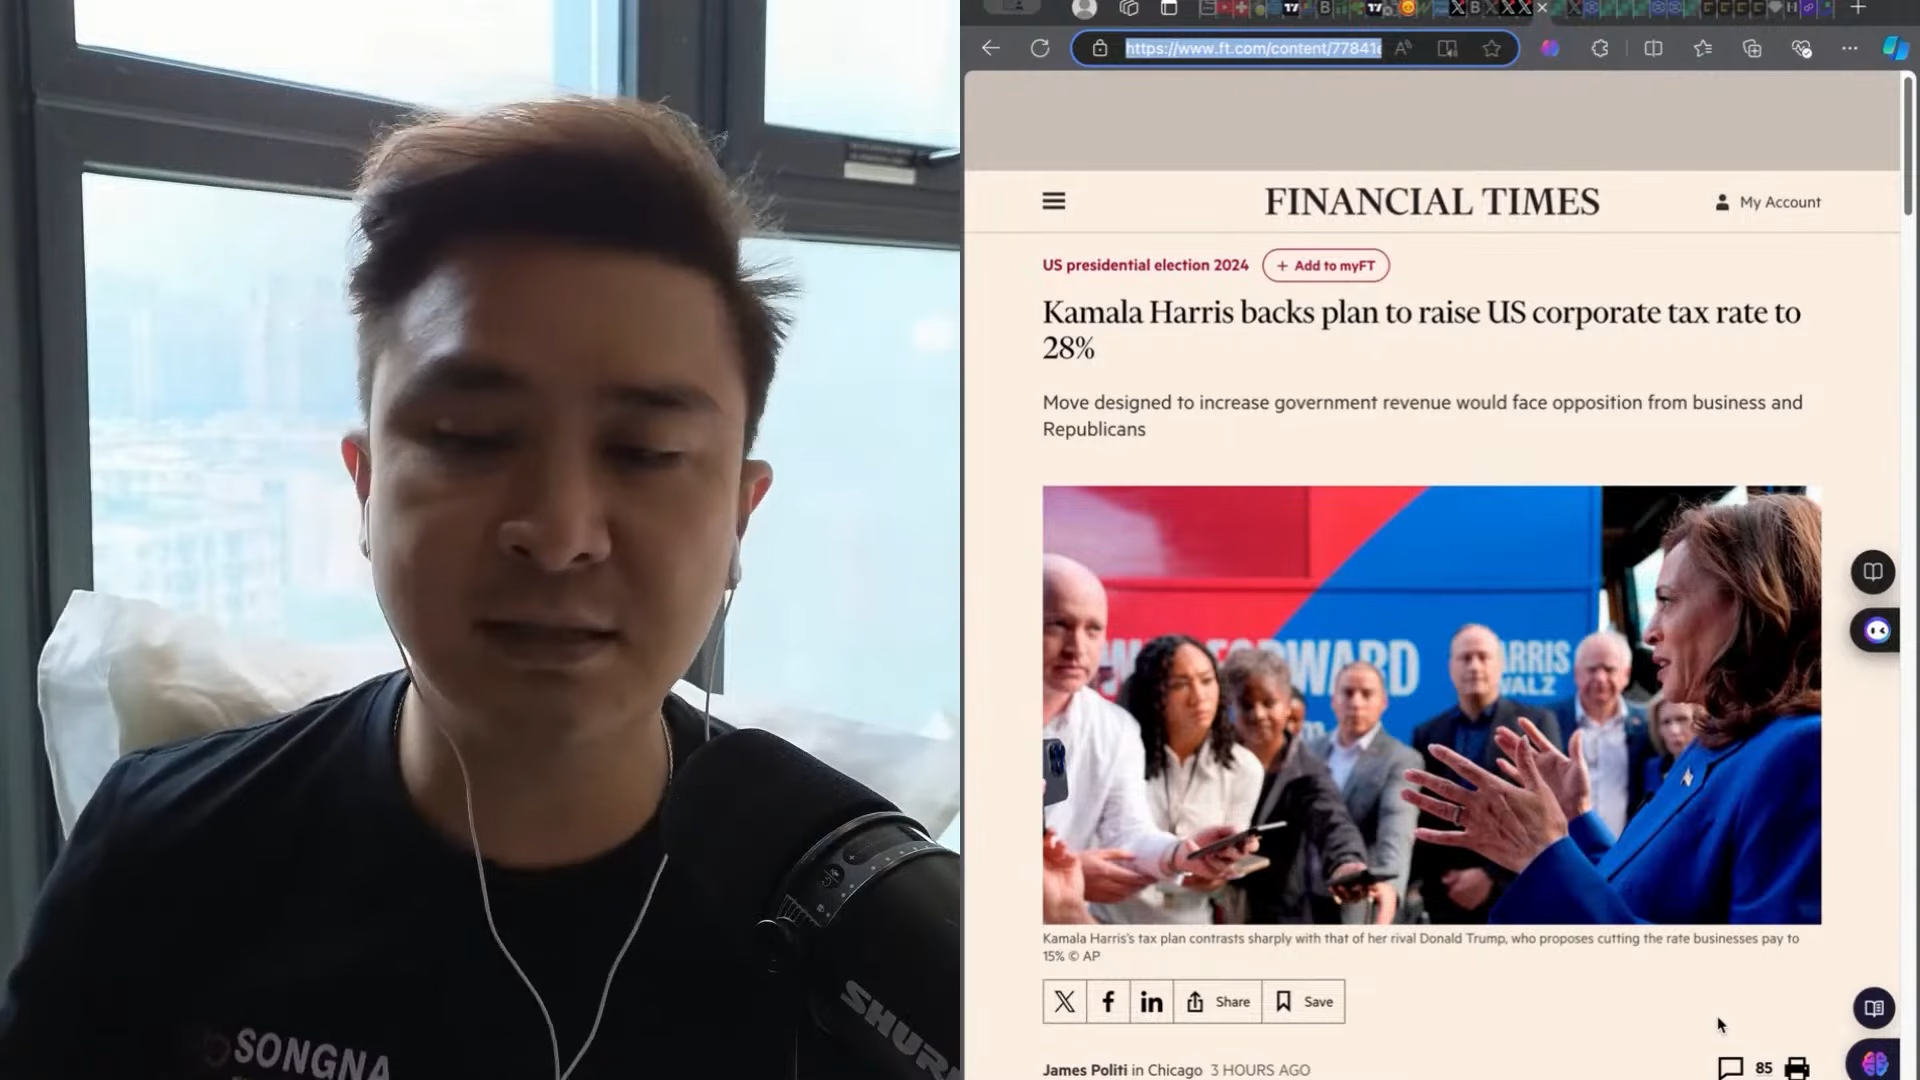 https://www.ft.com/content/77841
FINANCIAL TIMES
My Account
US presidential election 2024
+ Add to myFT
Kamala Harris backs plan to raise US corporate tax rate to
28%
Move designed to increase government revenue would face opposition from business and
Republicans
FORWARD
ARRIS
WALZ
Kamala Harris's tax plan contrasts sharply with that of her rival Donald Trump, who proposes cutting the rate businesses pay to
15% © AP
Share
Save
James Politi in Chicago 3 HOURS AGO
85
SONGNA
SHUR